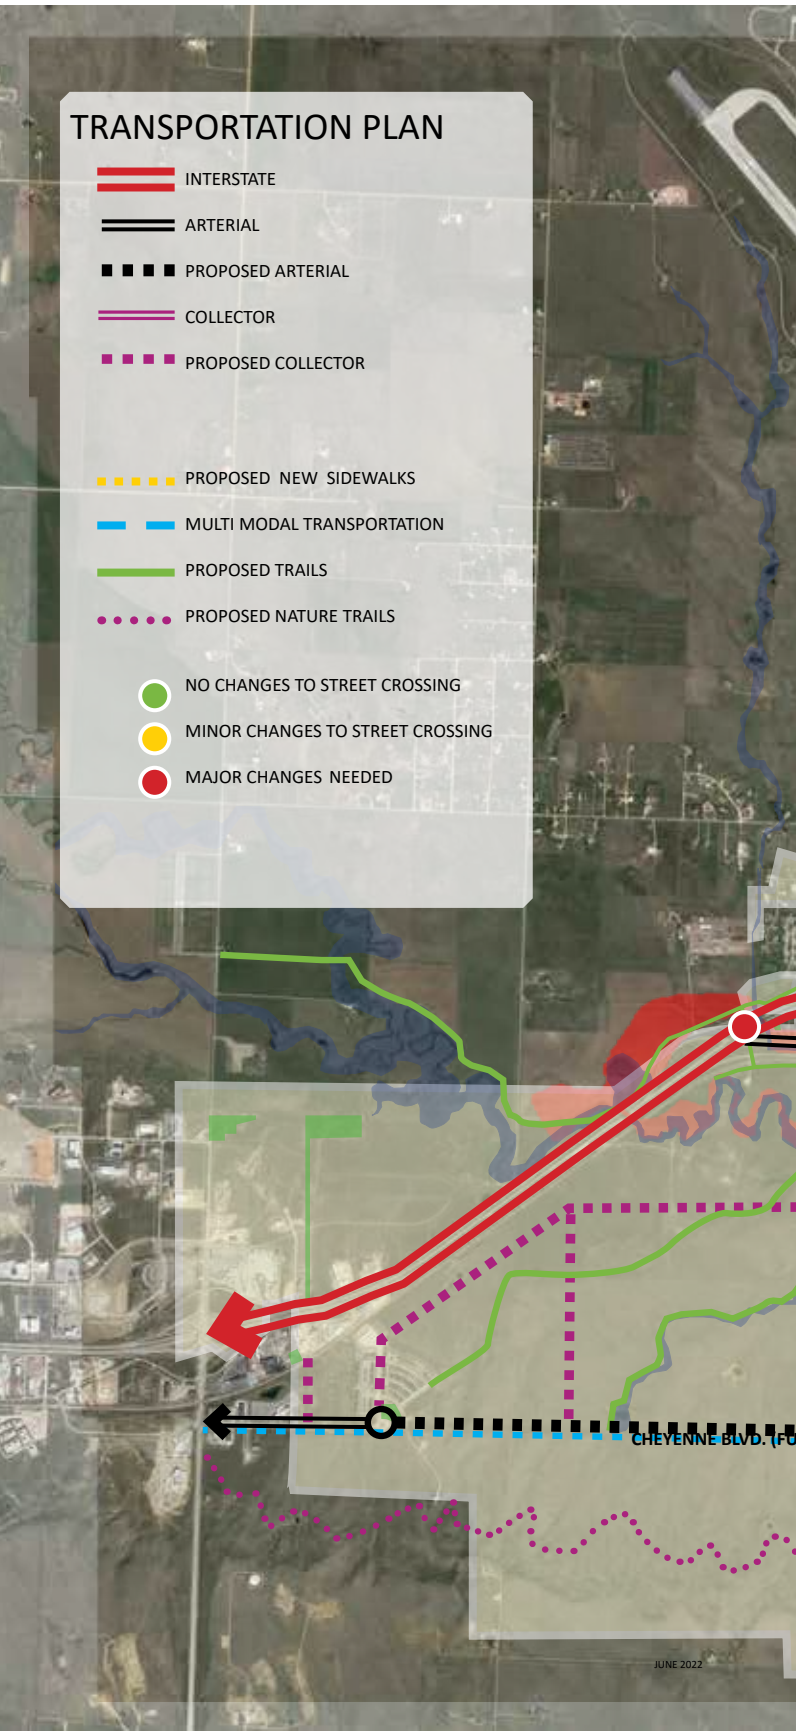 TRANSPORTATION PLAN
INTERSTATE
ARTERIAL
PROPOSED ARTERIAL
COLLECTOR
PROPOSED COLLECTOR
PROPOSED NEW SIDEWALKS
MULTI MODAL TRANSPORTATION
PROPOSED TRAILS
PROPOSED NATURE TRAILS
NO CHANGES TO STREET CROSSING
MINOR CHANGES TO STREET CROSSING
MAJOR CHANGES NEEDED
CHEYENNE BLVD. (FU
JUNE 2022